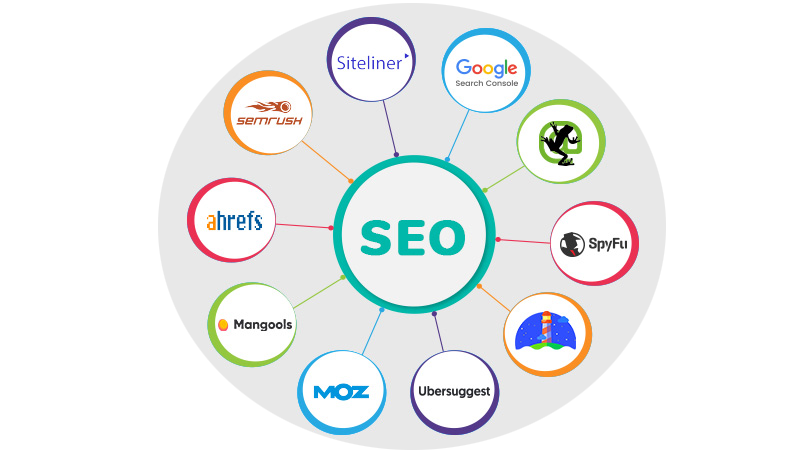 Siteliner
Google
Search Console
semrush
ahrefs
SEO
SpyFu
Mangools
MOZ
Ubersuggest